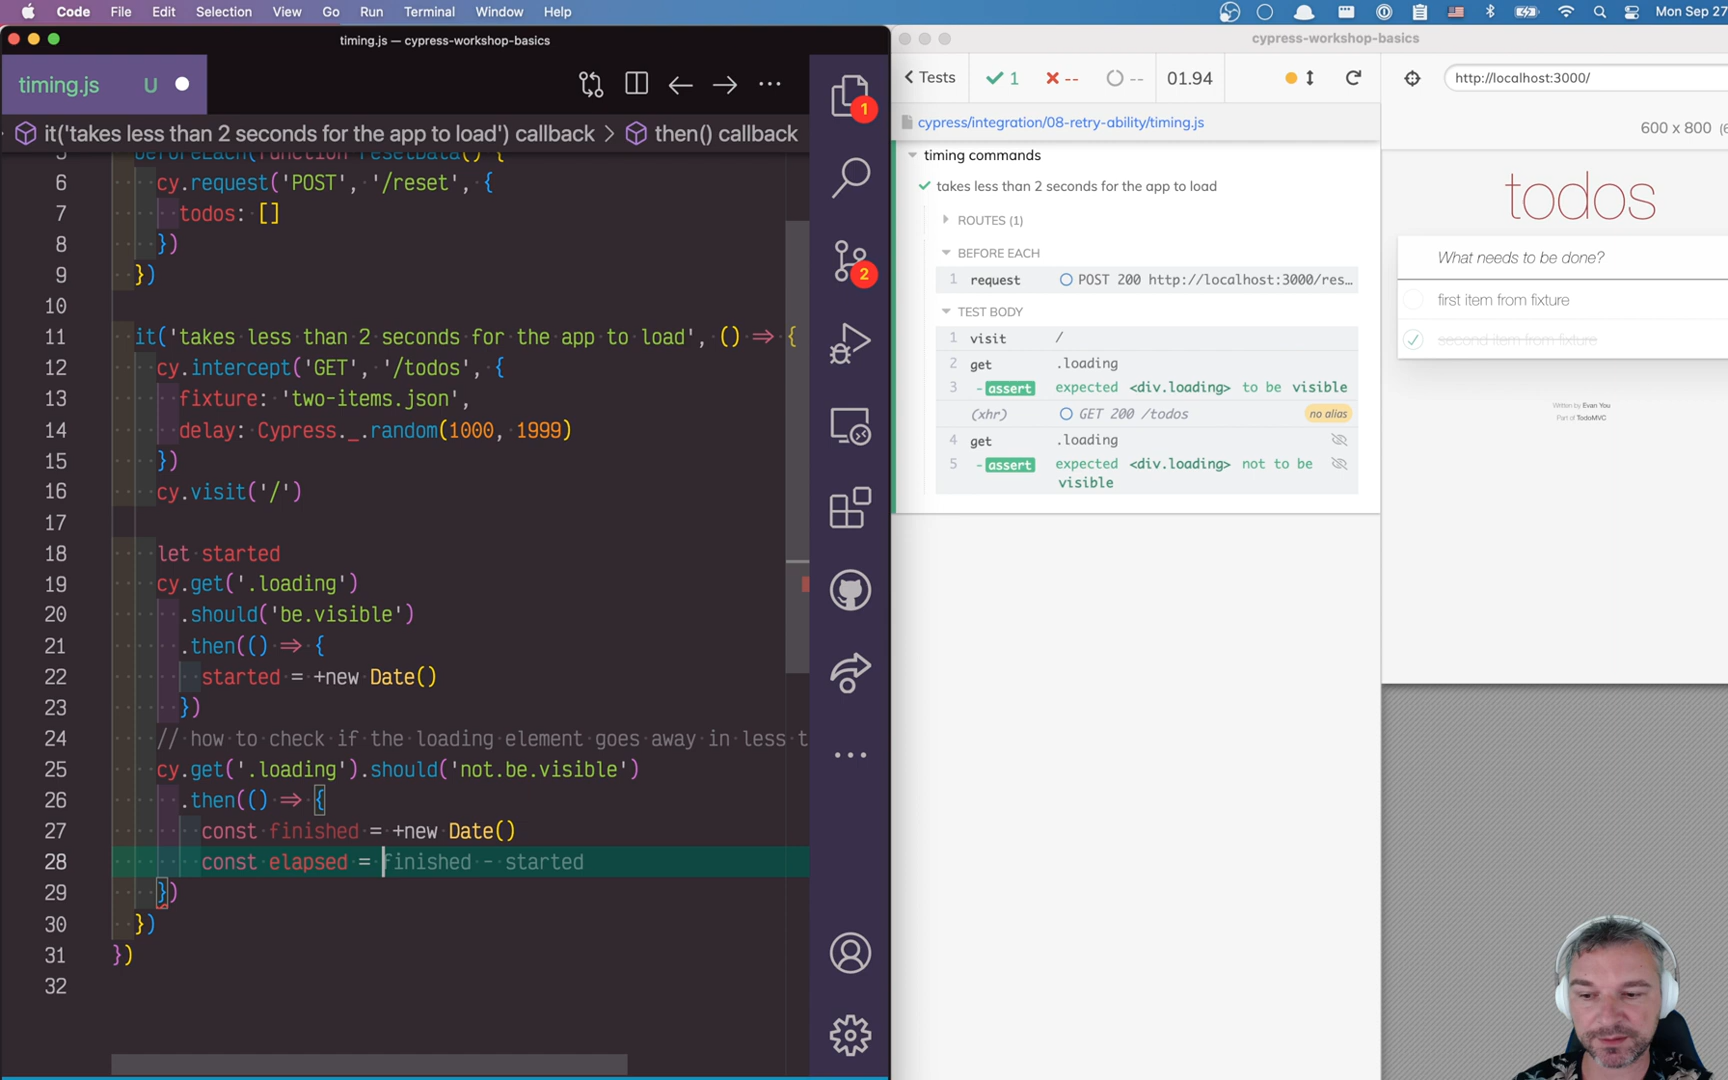 Code File Edit Selection View Go Run Terminal Window Help
Mon Sep 27
timing.js — cypress-workshop-basics
timing.js U
it('takes less than 2 seconds for the app to load') callback > then() callback
beforeEach(function resetData() {
6 cy.request('POST', '/reset', {
7 todos: []
8 })
9 })
10
11 it('takes less than 2 seconds for the app to load', () => {
12 cy.intercept('GET', '/todos', {
13 fixture: 'two-items.json',
14 delay: Cypress._.random(1000, 1999)
15 })
16 cy.visit('/')
17
18 let started
19 cy.get('.loading')
20 .should('be.visible')
21 .then(() => {
22 started = +new Date()
23 })
24 // how to check if the loading element goes away in less t
25 cy.get('.loading').should('not.be.visible')
26 .then(() => {
27 const finished = +new Date()
28 const elapsed = finished - started
29 })
30 })
31 })
32
1
2
cypress-workshop-basics
< Tests 1 -- -- 01.94
cypress/integration/08-retry-ability/timing.js
timing commands
takes less than 2 seconds for the app to load
ROUTES (1)
BEFORE EACH
1 request POST 200 http://localhost:3000/res...
TEST BODY
1 visit /
2 get .loading
3 -assert expected <div.loading> to be visible
(xhr) GET 200 /todos no alias
4 get .loading
5 -assert expected <div.loading> not to be
visible
http://localhost:3000/
600 x 800
todos
What needs to be done?
first item from fixture
second item from fixture
Written by Evan You
Part of TodoMVC